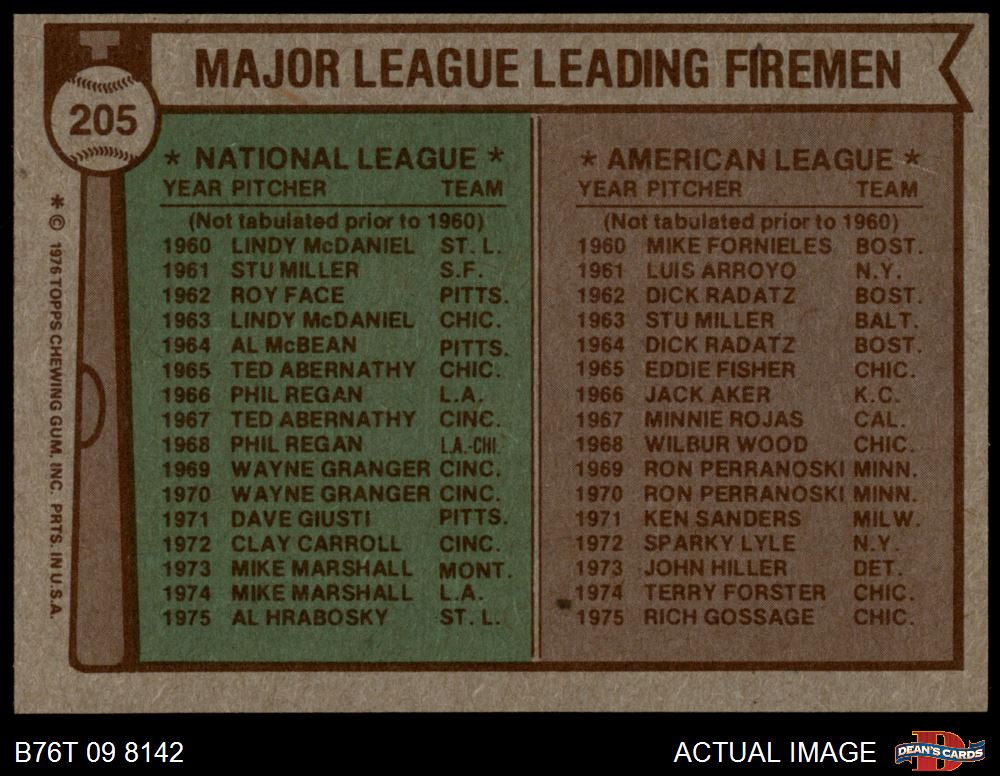 MAJOR LEAGUE LEADING FIREMEN
205
* NATIONAL LEAGUE *
YEAR PITCHER TEAM
(Not tabulated prior to 1960)
1960 LINDY McDANIEL ST. L.
1961 STU MILLER S.F.
1962 ROY FACE PITTS.
1963 LINDY McDANIEL CHIC.
1964 AL McBEAN PITTS.
1965 TED ABERNATHY CHIC.
1966 PHIL REGAN L.A.
1967 TED ABERNATHY CINC.
1968 PHIL REGAN L.A.-CHI.
1969 WAYNE GRANGER CINC.
1970 WAYNE GRANGER CINC.
1971 DAVE GIUSTI PITTS.
1972 CLAY CARROLL CINC.
1973 MIKE MARSHALL MONT.
1974 MIKE MARSHALL L.A.
1975 AL HRABOSKY ST. L.
* AMERICAN LEAGUE *
YEAR PITCHER TEAM
(Not tabulated prior to 1960)
1960 MIKE FORNIELES BOST.
1961 LUIS ARROYO N.Y.
1962 DICK RADATZ BOST.
1963 STU MILLER BALT.
1964 DICK RADATZ BOST.
1965 EDDIE FISHER CHIC.
1966 JACK AKER K.C.
1967 MINNIE ROJAS CAL.
1968 WILBUR WOOD CHIC.
1969 RON PERRANOSKI MINN.
1970 RON PERRANOSKI MINN.
1971 KEN SANDERS MILW.
1972 SPARKY LYLE N.Y.
1973 JOHN HILLER DET.
1974 TERRY FORSTER CHIC.
1975 RICH GOSSAGE CHIC.
* © 1976 TOPPS CHEWING GUM, INC. PRTS. IN U.S.A.
B76T 09 8142
ACTUAL IMAGE
D
DEAN'S CARDS